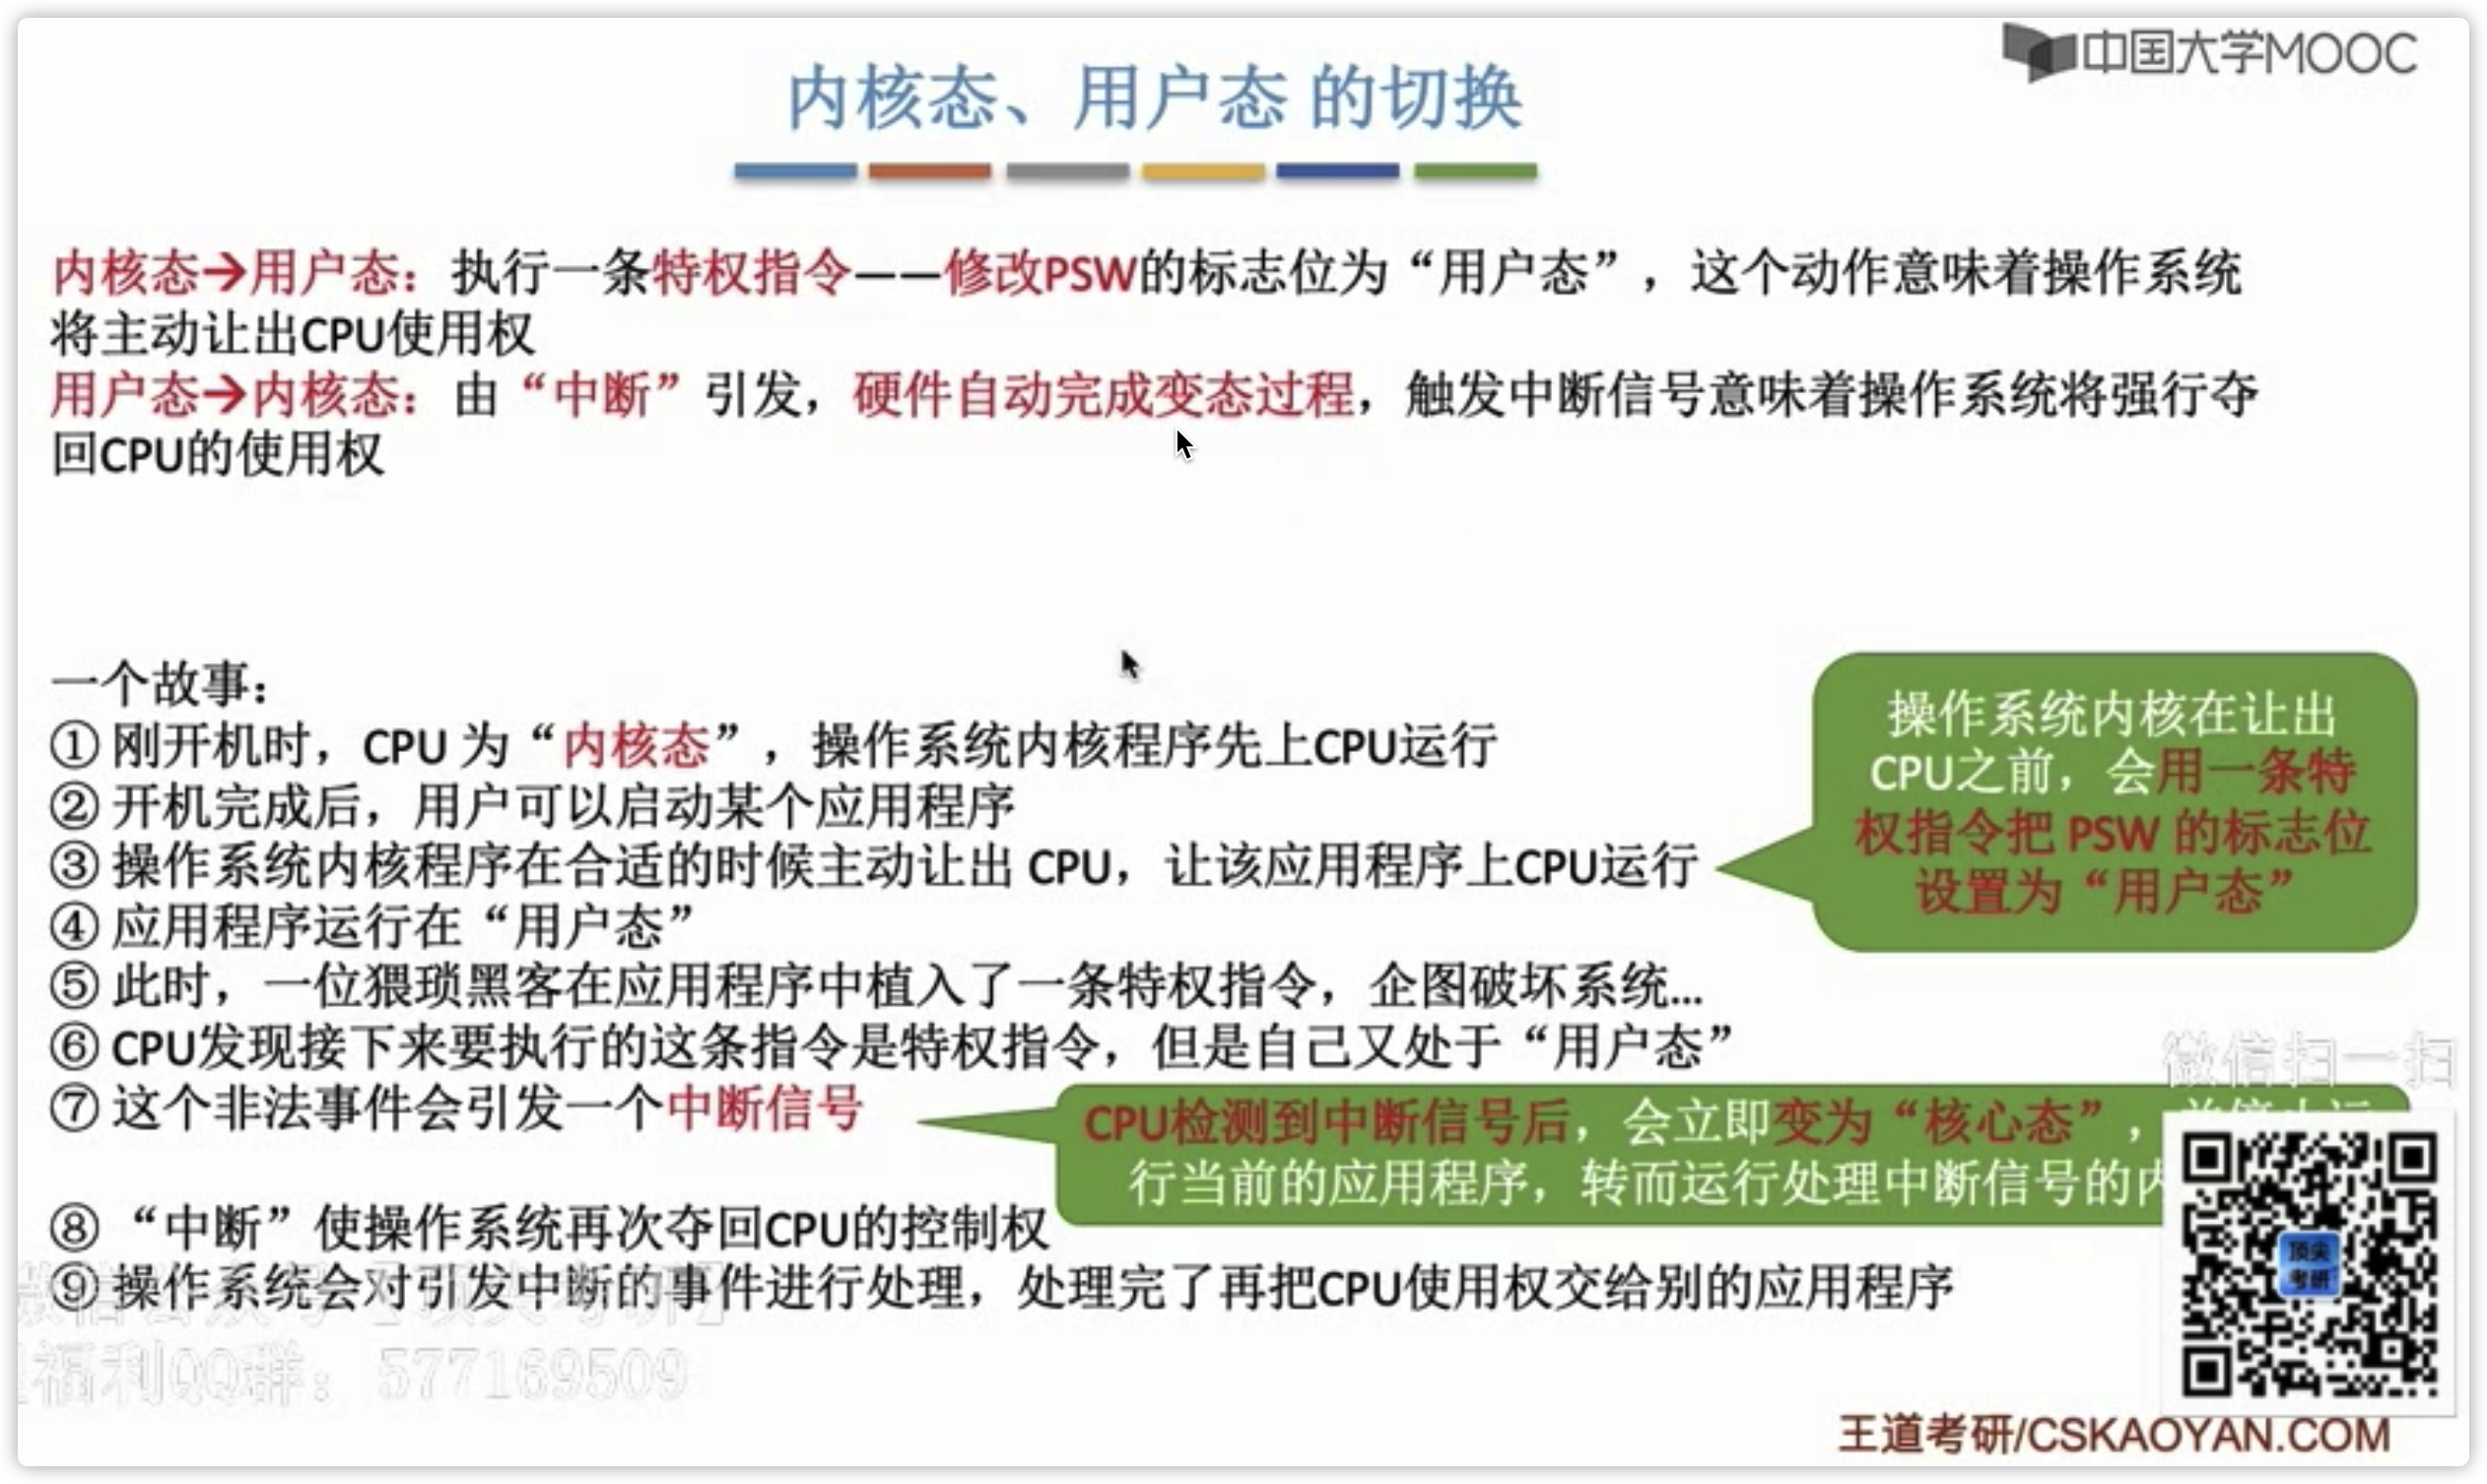 中国大学MOOC
内核态、用户态 的切换
内核态→用户态：执行一条特权指令——修改PSW的标志位为“用户态”，这个动作意味着操作系统
将主动让出CPU使用权
用户态→内核态：由“中断”引发，硬件自动完成变态过程，触发中断信号意味着操作系统将强行夺
回CPU的使用权
一个故事：
① 刚开机时，CPU 为“内核态”，操作系统内核程序先上CPU运行
② 开机完成后，用户可以启动某个应用程序
③ 操作系统内核程序在合适的时候主动让出 CPU，让该应用程序上CPU运行
④ 应用程序运行在“用户态”
⑤ 此时，一位猥琐黑客在应用程序中植入了一条特权指令，企图破坏系统...
⑥ CPU发现接下来要执行的这条指令是特权指令，但是自己又处于“用户态”
⑦ 这个非法事件会引发一个中断信号
⑧ “中断”使操作系统再次夺回CPU的控制权
⑨ 操作系统会对引发中断的事件进行处理，处理完了再把CPU使用权交给别的应用程序
操作系统内核在让出
CPU之前，会用一条特
权指令把 PSW 的标志位
设置为“用户态”
CPU检测到中断信号后，会立即变为“核心态”，
行当前的应用程序，转而运行处理中断信号的内
微信扫一扫
顶尖
考研
福利QQ群：577169509
王道考研/CSKAOYAN.COM